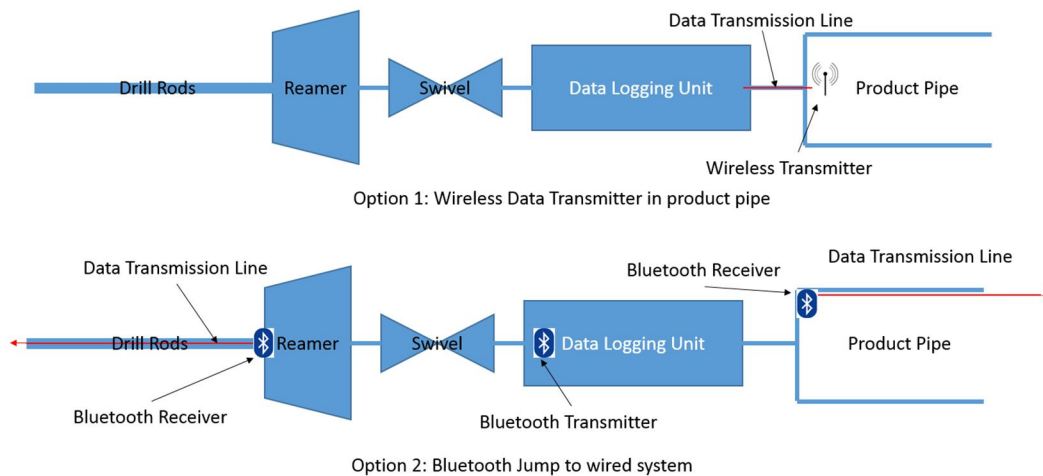 Data Transmission Line
Drill Rods
Reamer
Swivel
Data Logging Unit
Product Pipe
Wireless Transmitter
Option 1: Wireless Data Transmitter in product pipe
Data Transmission Line
Bluetooth Receiver
Data Transmission Line
Drill Rods
Reamer
Swivel
Data Logging Unit
Product Pipe
Bluetooth Receiver
Bluetooth Transmitter
Option 2: Bluetooth Jump to wired system